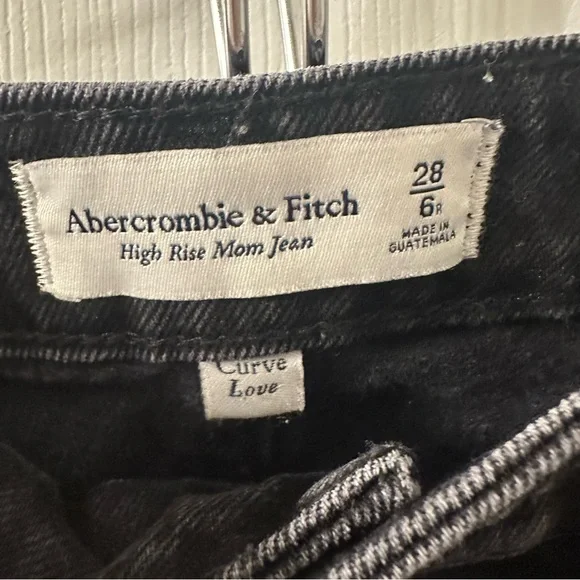 Abercrombie & Fitch
High Rise Mom Jean
28
6R
MADE IN
GUATEMALA
Curve
Love